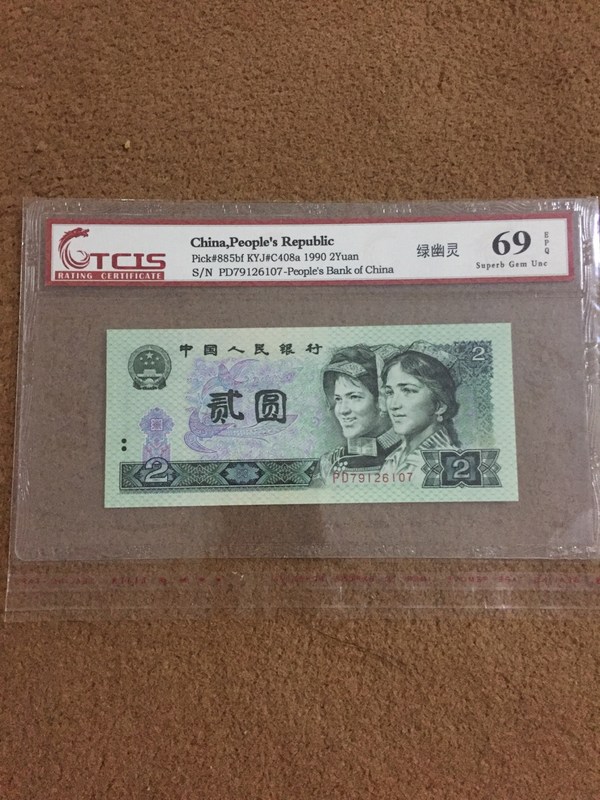 TCIS
RATING CERTIFICATE
China,People's Republic
Pick#885bf KYJ#C408a 1990 2Yuan
S/N PD79126107-People's Bank of China
绿幽灵
69
EPQ
Superb Gem Unc
中国人民银行
2
贰圆
2
PD79126107
2